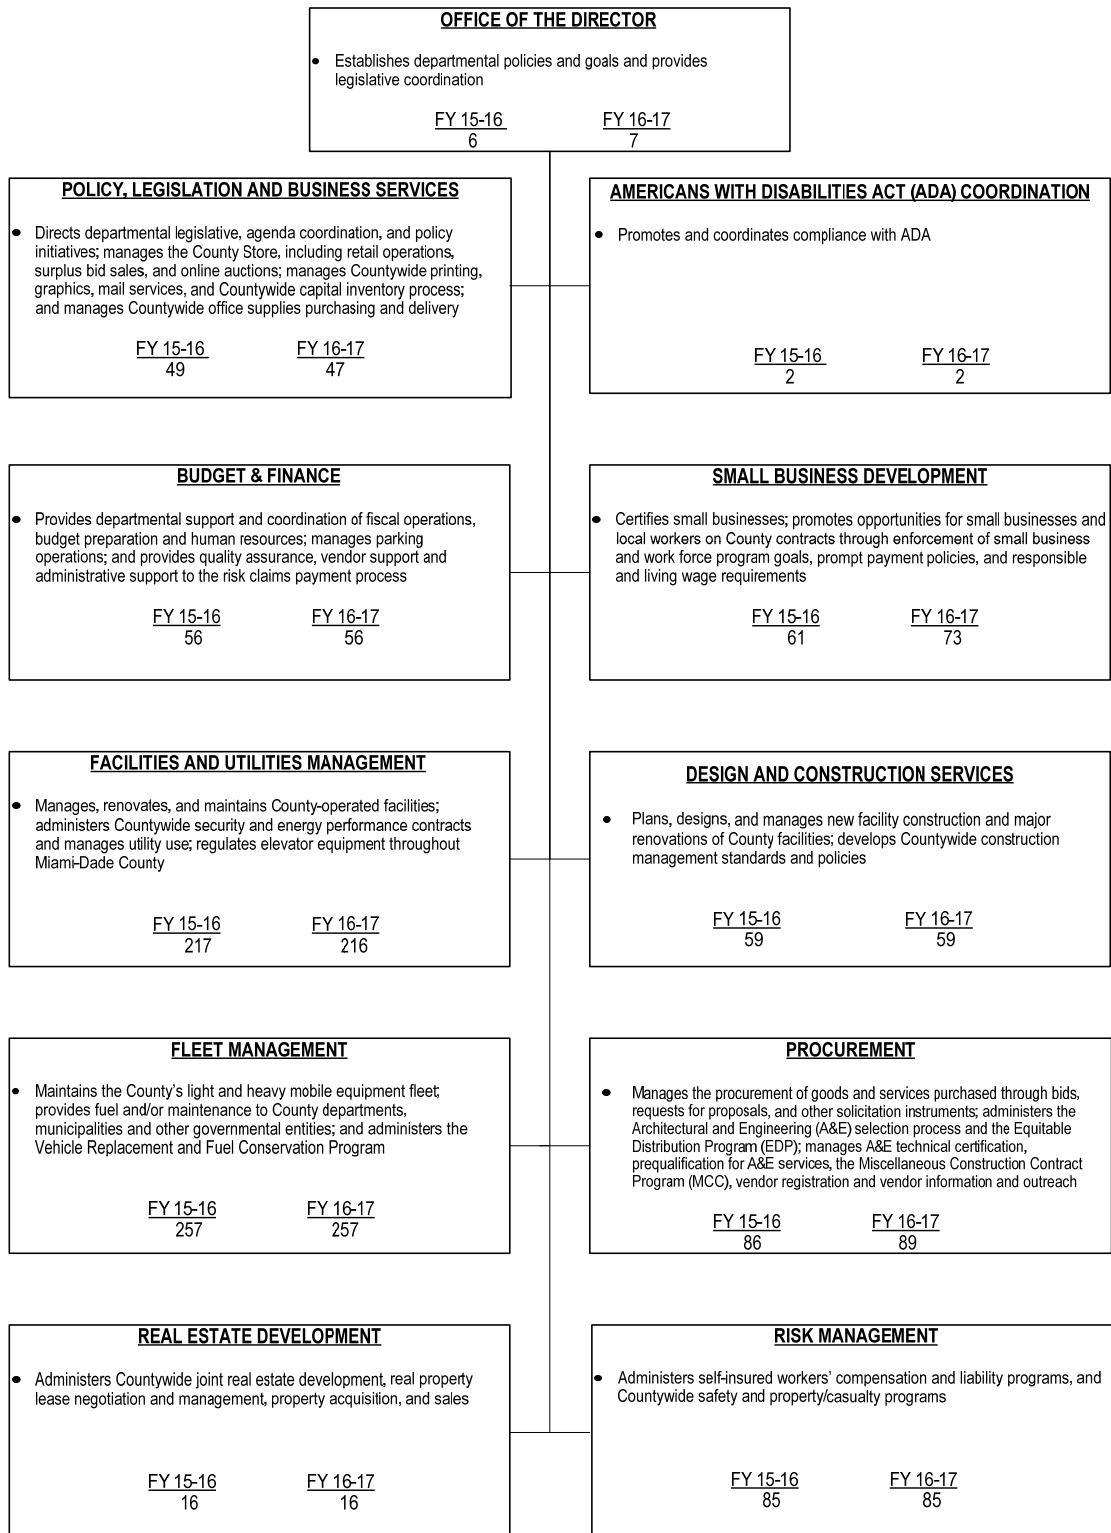 OFFICE OF THE DIRECTOR
• Establishes departmental policies and goals and provides
legislative coordination
FY 15-16 FY 16-17
6 7
POLICY, LEGISLATION AND BUSINESS SERVICES
• Directs departmental legislative, agenda coordination, and policy
initiatives; manages the County Store, including retail operations,
surplus bid sales, and online auctions; manages Countywide printing,
graphics, mail services, and Countywide capital inventory process;
and manages Countywide office supplies purchasing and delivery
FY 15-16 FY 16-17
49 47
AMERICANS WITH DISABILITIES ACT (ADA) COORDINATION
• Promotes and coordinates compliance with ADA
FY 15-16 FY 16-17
2 2
BUDGET & FINANCE
• Provides departmental support and coordination of fiscal operations,
budget preparation and human resources; manages parking
operations; and provides quality assurance, vendor support and
administrative support to the risk claims payment process
FY 15-16 FY 16-17
56 56
SMALL BUSINESS DEVELOPMENT
• Certifies small businesses; promotes opportunities for small businesses and
local workers on County contracts through enforcement of small business
and work force program goals, prompt payment policies, and responsible
and living wage requirements
FY 15-16 FY 16-17
61 73
FACILITIES AND UTILITIES MANAGEMENT
• Manages, renovates, and maintains County-operated facilities;
administers Countywide security and energy performance contracts
and manages utility use; regulates elevator equipment throughout
Miami-Dade County
FY 15-16 FY 16-17
217 216
DESIGN AND CONSTRUCTION SERVICES
• Plans, designs, and manages new facility construction and major
renovations of County facilities; develops Countywide construction
management standards and policies
FY 15-16 FY 16-17
59 59
FLEET MANAGEMENT
• Maintains the County's light and heavy mobile equipment fleet;
provides fuel and/or maintenance to County departments,
municipalities and other governmental entities; and administers the
Vehicle Replacement and Fuel Conservation Program
FY 15-16 FY 16-17
257 257
PROCUREMENT
• Manages the procurement of goods and services purchased through bids,
requests for proposals, and other solicitation instruments; administers the
Architectural and Engineering (A&E) selection process and the Equitable
Distribution Program (EDP); manages A&E technical certification,
prequalification for A&E services, the Miscellaneous Construction Contract
Program (MCC), vendor registration and vendor information and outreach
FY 15-16 FY 16-17
86 89
REAL ESTATE DEVELOPMENT
• Administers Countywide joint real estate development, real property
lease negotiation and management, property acquisition, and sales
FY 15-16 FY 16-17
16 16
RISK MANAGEMENT
• Administers self-insured workers' compensation and liability programs, and
Countywide safety and property/casualty programs
FY 15-16 FY 16-17
85 85